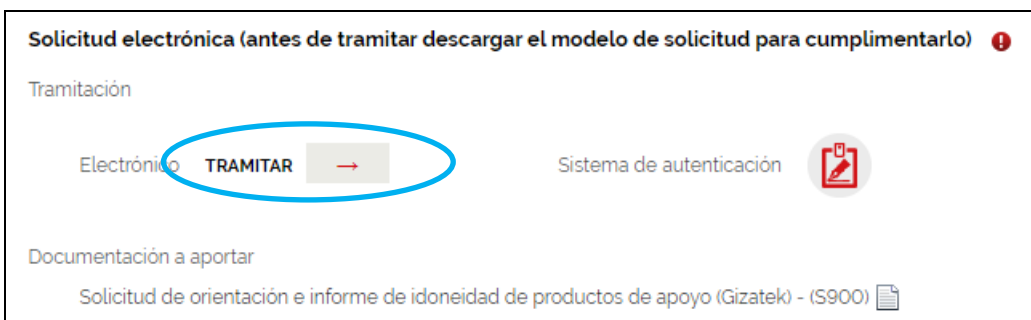 Solicitud electrónica (antes de tramitar descargar el modelo de solicitud para cumplimentarlo)
Tramitación
Electrónico TRAMITAR → Sistema de autenticación
Documentación a aportar
Solicitud de orientación e informe de idoneidad de productos de apoyo (Gizatek) - (S900)